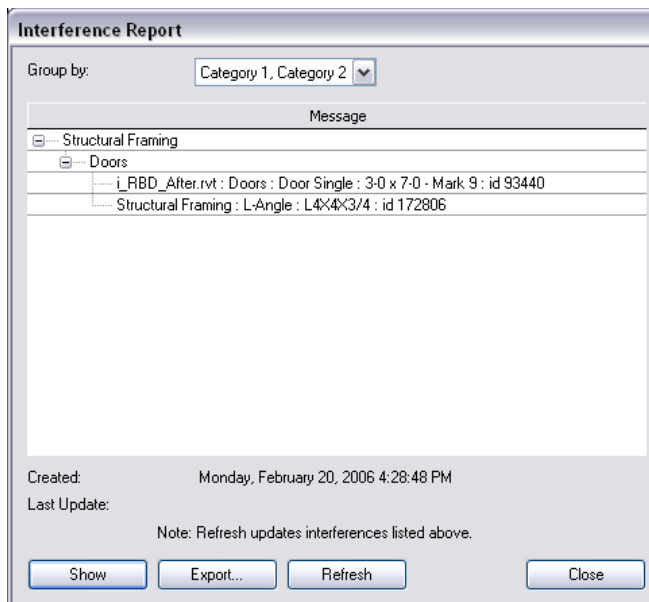 Interference Report
Group by: Category 1, Category 2
Message
Structural Framing
Doors
i_RBD_After.rvt : Doors : Door Single : 3-0 x 7-0 - Mark 9 : id 93440
Structural Framing : L-Angle : L4X4X3/4 : id 172806
Created: Monday, February 20, 2006 4:28:48 PM
Last Update:
Note: Refresh updates interferences listed above.
Show Export... Refresh Close